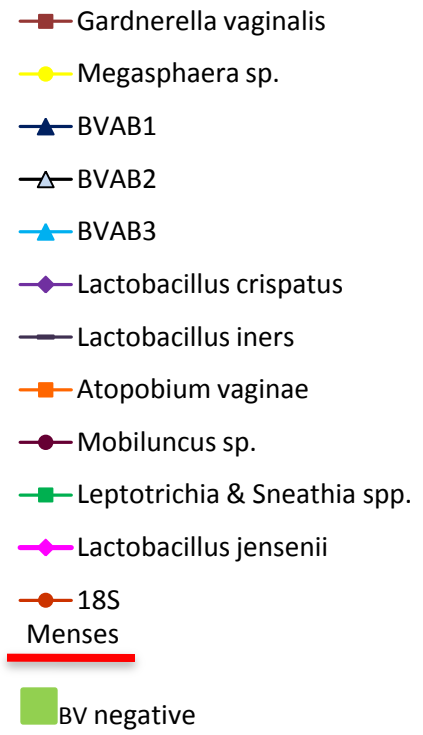 Gardnerella vaginalis
Megasphaera sp.
BVAB1
BVAB2
BVAB3
Lactobacillus crispatus
Lactobacillus iners
Atopobium vaginae
Mobiluncus sp.
Leptotrichia & Sneathia spp.
Lactobacillus jensenii
18S
Menses
BV negative